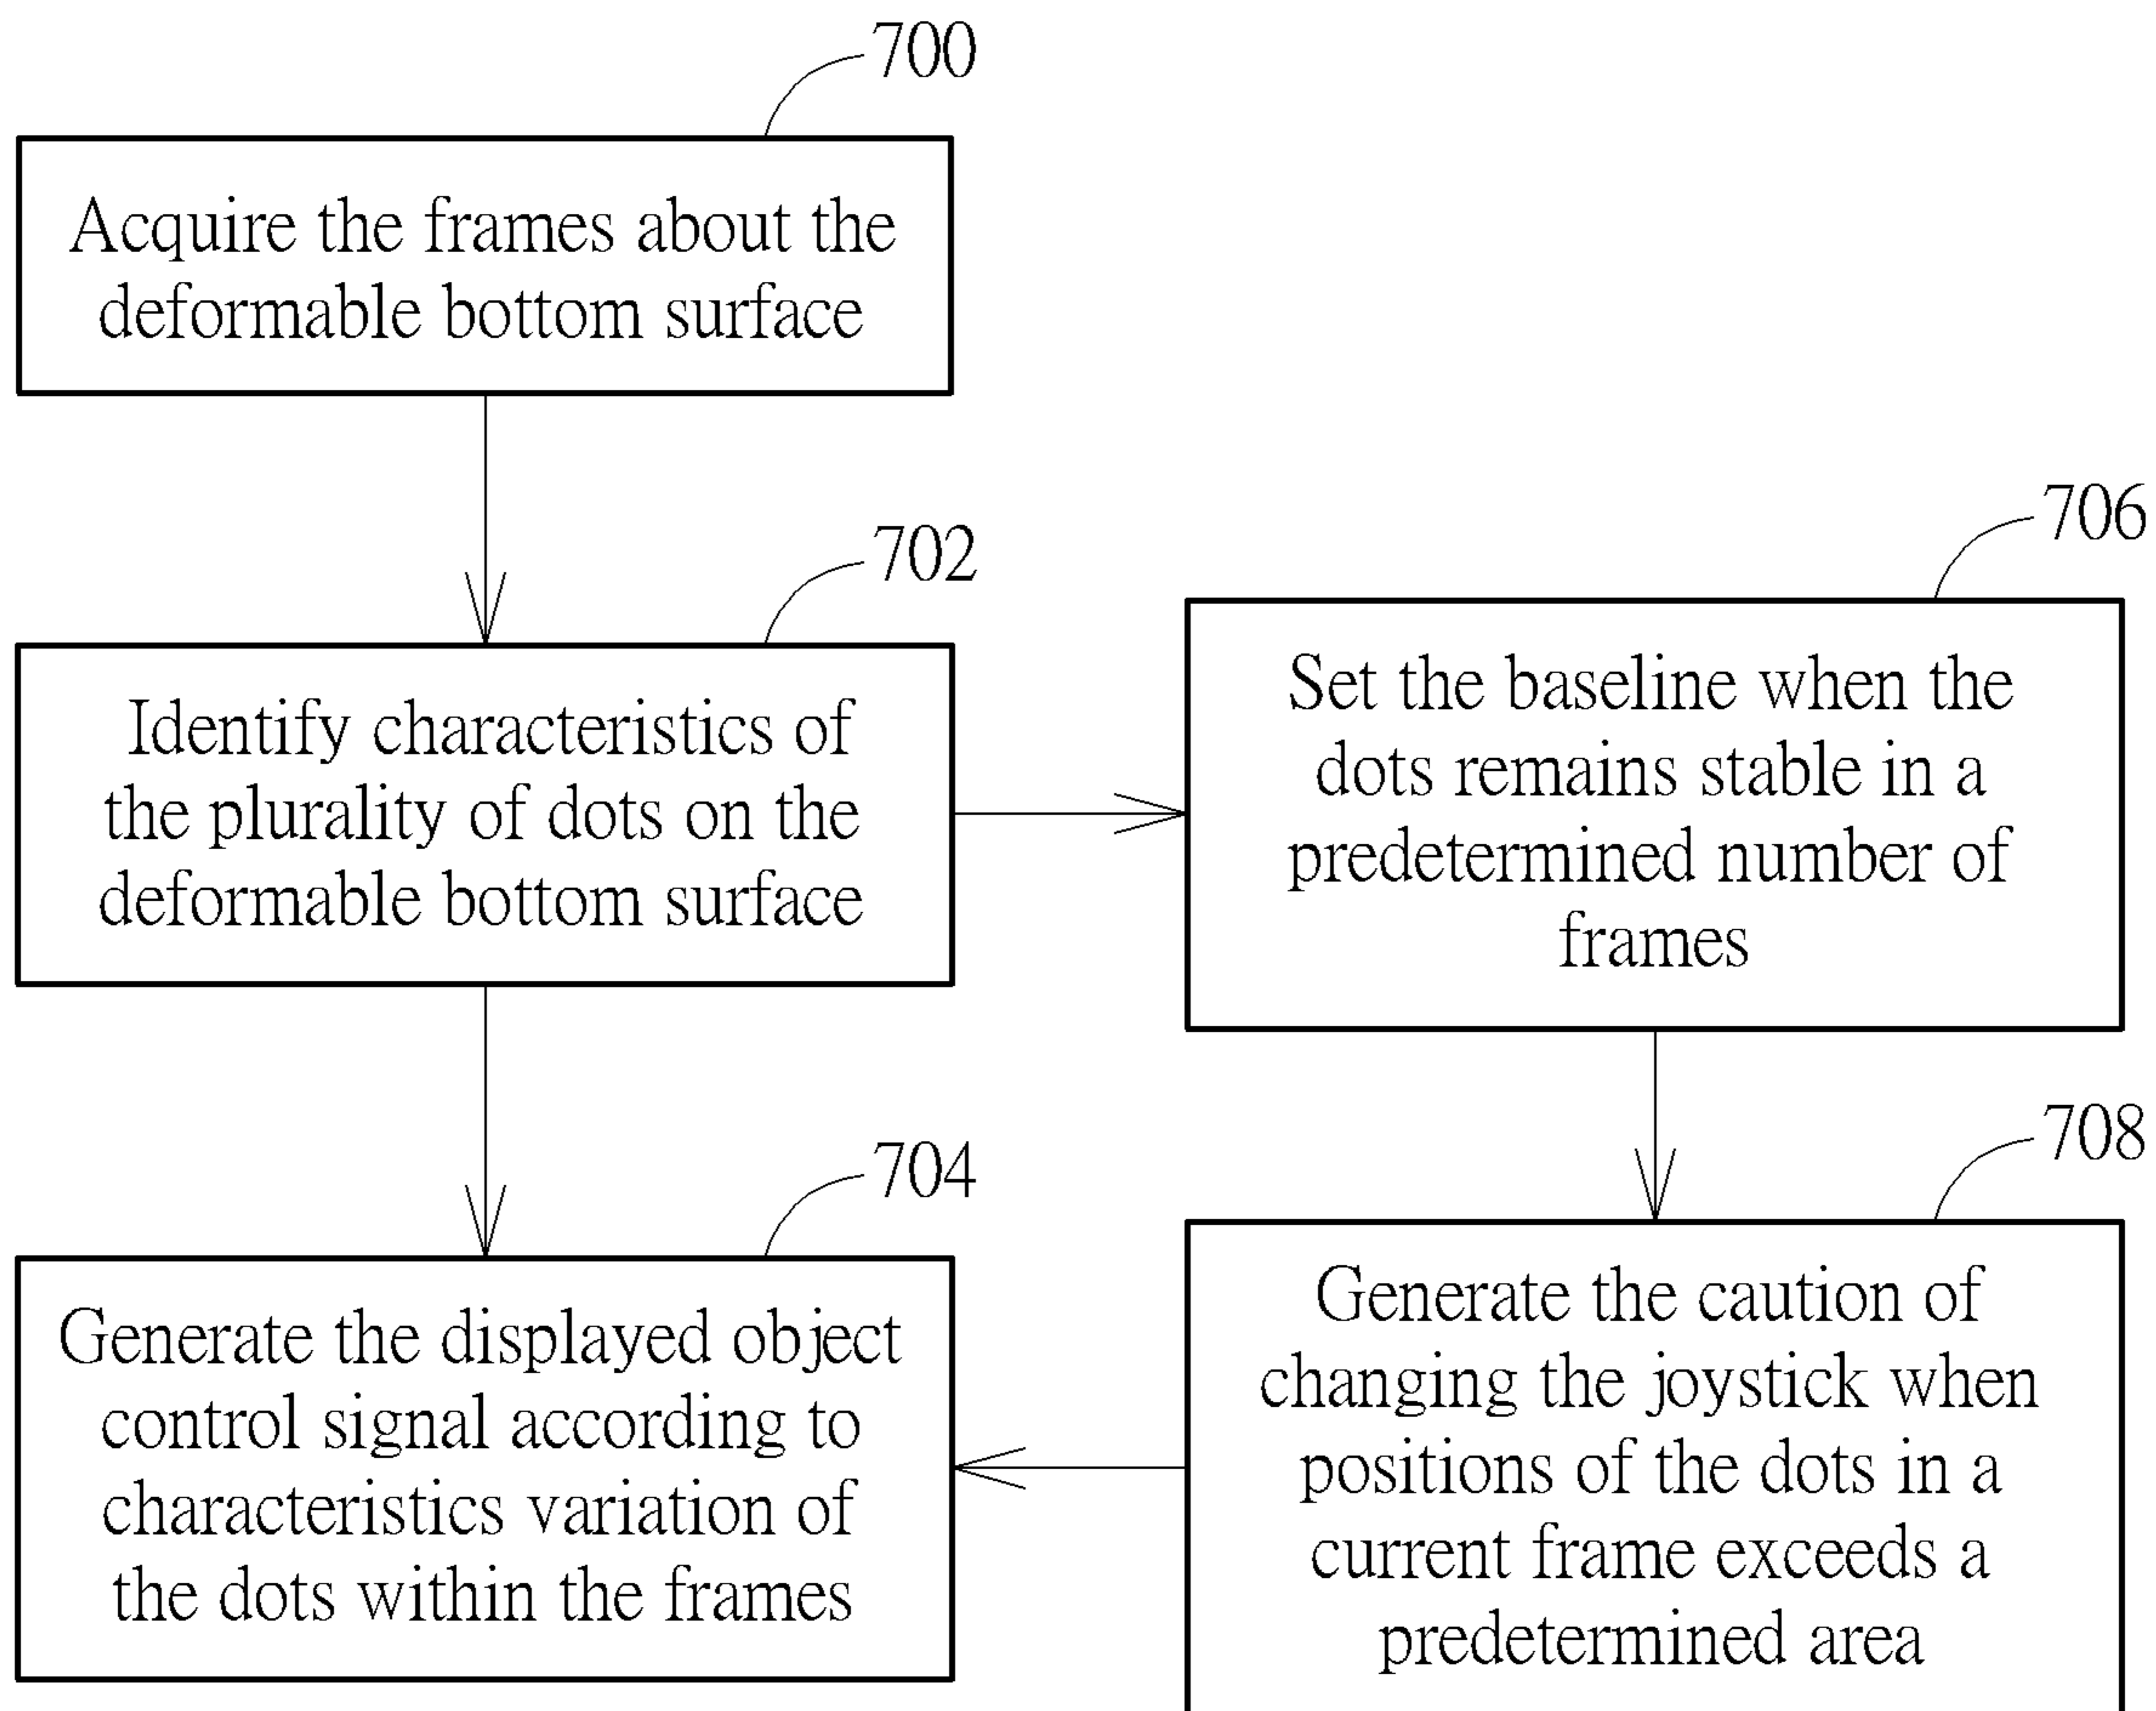 700
Acquire the frames about the
deformable bottom surface
702
Identify characteristics of
the plurality of dots on the
deformable bottom surface
704
Generate the displayed object
control signal according to
characteristics variation of
the dots within the frames
706
Set the baseline when the
dots remains stable in a
predetermined number of
frames
708
Generate the caution of
changing the joystick when
positions of the dots in a
current frame exceeds a
predetermined area